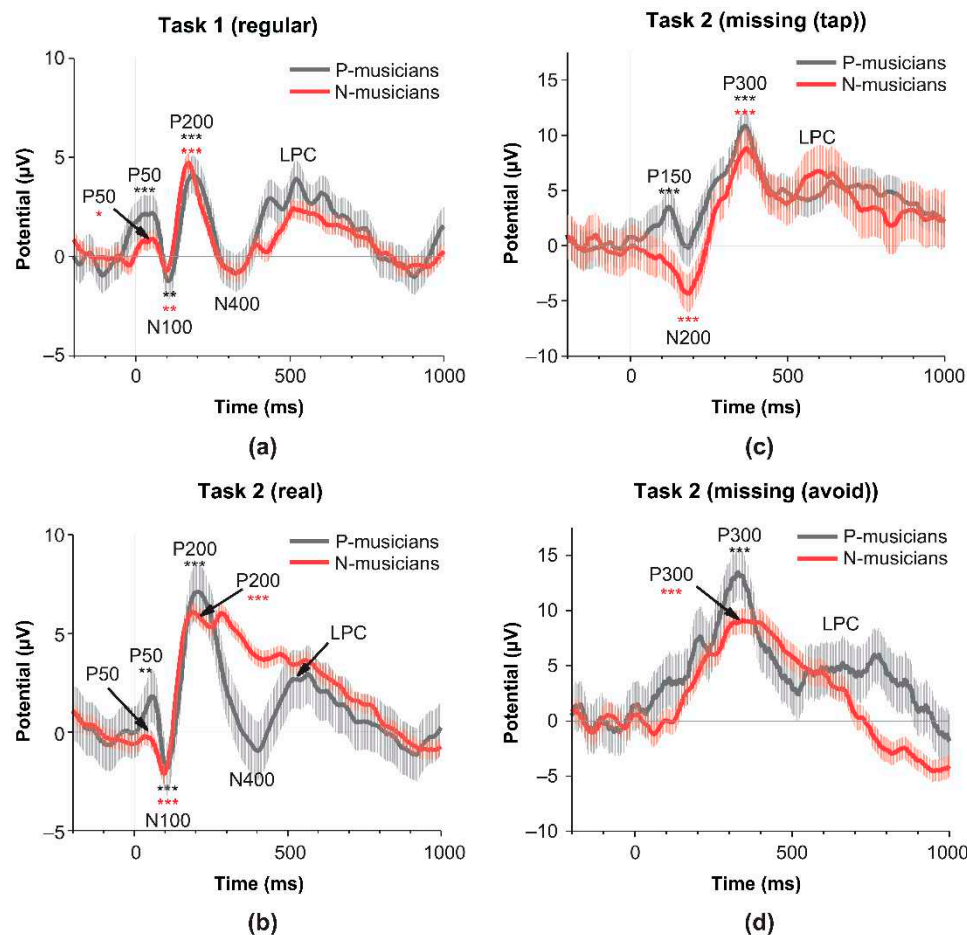 Task 1 (regular)
10
5
0
−5
Potential (µV)
P-musicians
N-musicians
P200
***
***
P50
***
P50
*
LPC
N400
**
**
N100
0
500
1000
Time (ms)
(a)
Task 2 (missing (tap))
15
10
5
0
−5
−10
Potential (µV)
P-musicians
N-musicians
P300
***
***
LPC
P150
***
***
N200
0
500
1000
Time (ms)
(c)
Task 2 (real)
10
5
0
−5
Potential (µV)
P-musicians
N-musicians
P200
***
P200
***
LPC
P50
**
P50
N400
***
***
N100
0
500
1000
Time (ms)
(b)
Task 2 (missing (avoid))
15
10
5
0
−5
−10
Potential (µV)
P-musicians
N-musicians
P300
***
P300
***
LPC
0
500
1000
Time (ms)
(d)